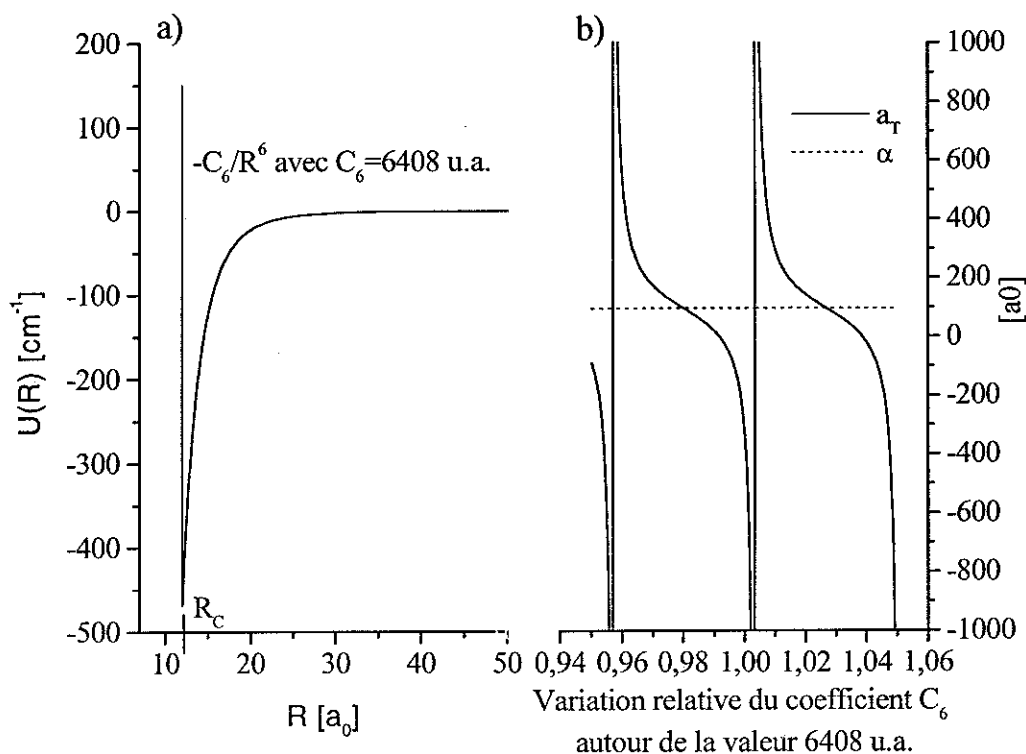 a)
200
150
100
50
0
-50
-100
-200
-300
-400
-500
U(R) [cm⁻¹]
-C₆/R⁶ avec C₆=6408 u.a.
R_C
10 20 30 40 50
R [a₀]
b)
1000
800
600
400
200
0
-200
-400
-600
-800
-1000
[a0]
a_T
α
0,94 0,96 0,98 1,00 1,02 1,04 1,06
Variation relative du coefficient C₆
autour de la valeur 6408 u.a.